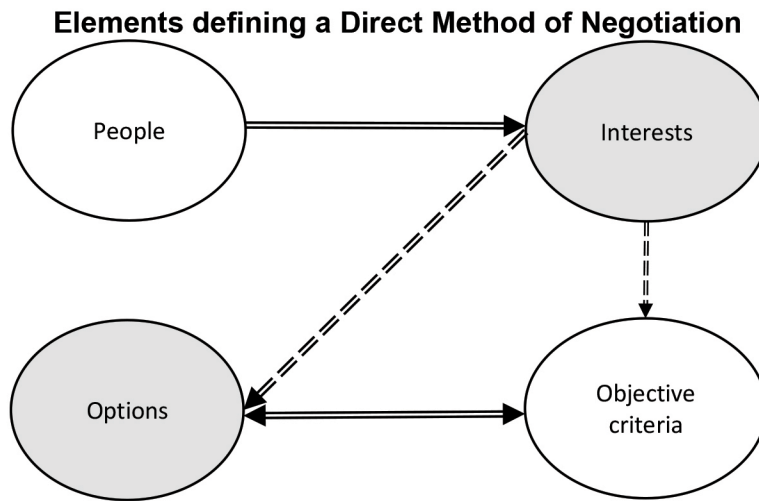 Elements defining a Direct Method of Negotiation
People
Interests
Options
Objective
criteria